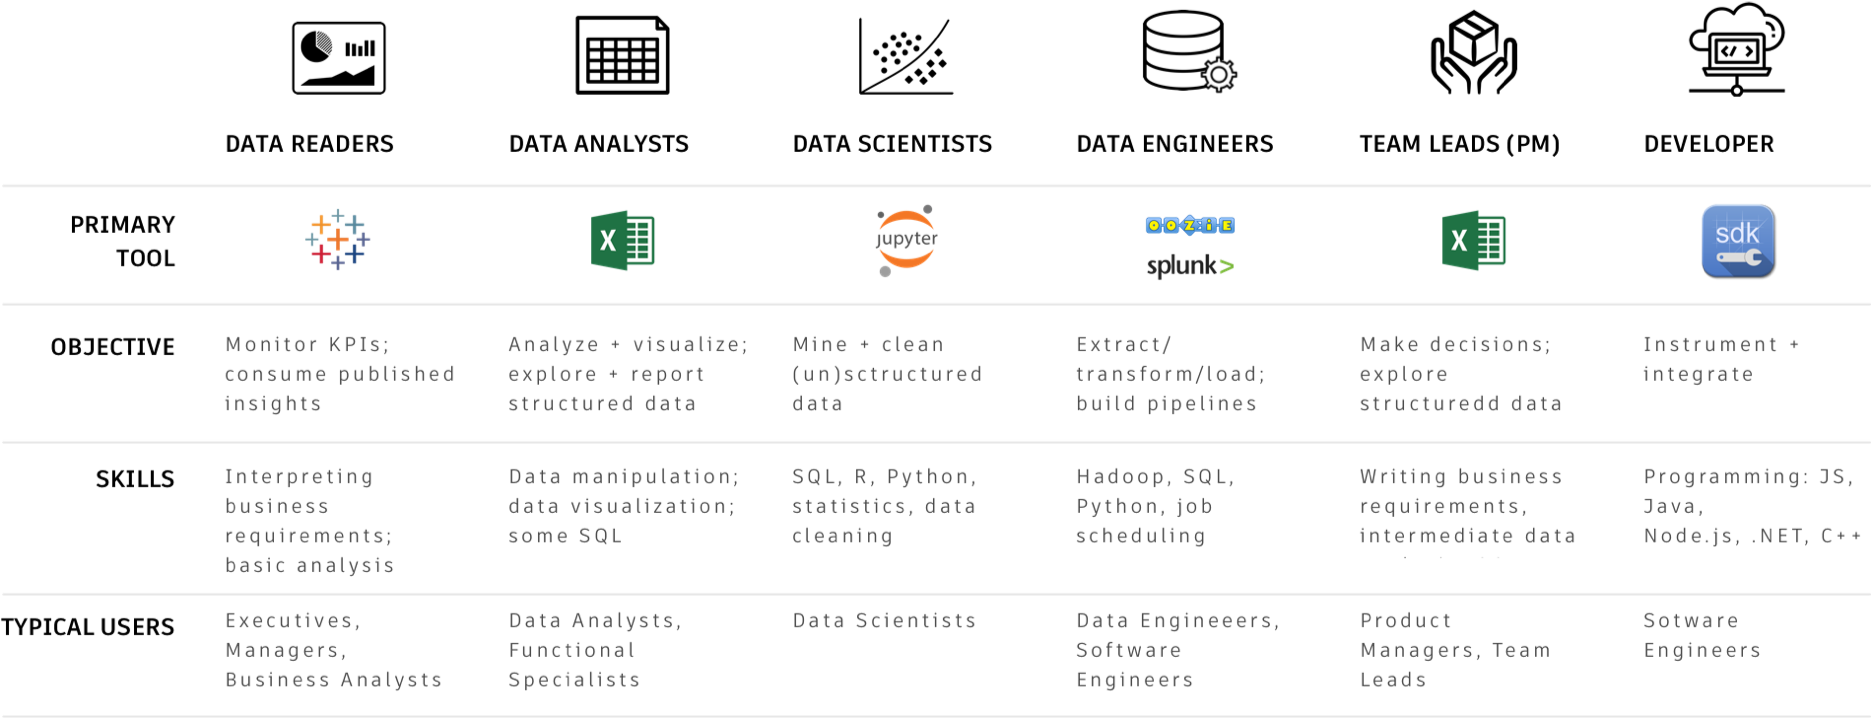 DATA READERS
DATA ANALYSTS
DATA SCIENTISTS
DATA ENGINEERS
TEAM LEADS (PM)
DEVELOPER
PRIMARY
TOOL
X
jupyter
OOZIE
splunk>
X
sdk
OBJECTIVE
Monitor KPIs;
consume published
insights
Analyze + visualize;
explore + report
structured data
Mine + clean
(un)sctructured
data
Extract/
transform/load;
build pipelines
Make decisions;
explore
structuredd data
Instrument +
integrate
SKILLS
Interpreting
business
requirements;
basic analysis
Data manipulation;
data visualization;
some SQL
SQL, R, Python,
statistics, data
cleaning
Hadoop, SQL,
Python, job
scheduling
Writing business
requirements,
intermediate data
Programming: JS,
Java,
Node.js, .NET, C++
TYPICAL USERS
Executives,
Managers,
Business Analysts
Data Analysts,
Functional
Specialists
Data Scientists
Data Engineeers,
Software
Engineers
Product
Managers, Team
Leads
Sotware
Engineers